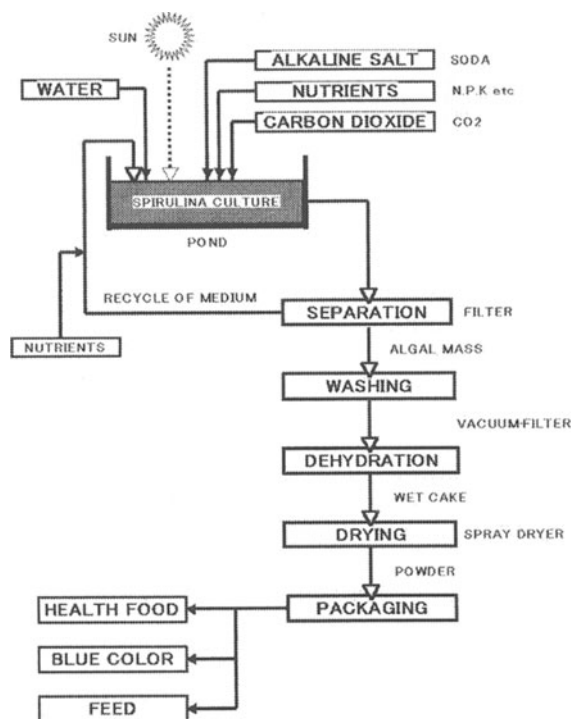 SUN
ALKALINE SALT SODA
WATER
NUTRIENTS N.P.K etc
CARBON DIOXIDE CO2
SPIRULINA CULTURE
POND
RECYCLE OF MEDIUM
SEPARATION FILTER
NUTRIENTS
ALGAL MASS
WASHING
VACUUM-FILTER
DEHYDRATION
WET CAKE
DRYING SPRAY DRYER
POWDER
HEALTH FOOD PACKAGING
BLUE COLOR
FEED